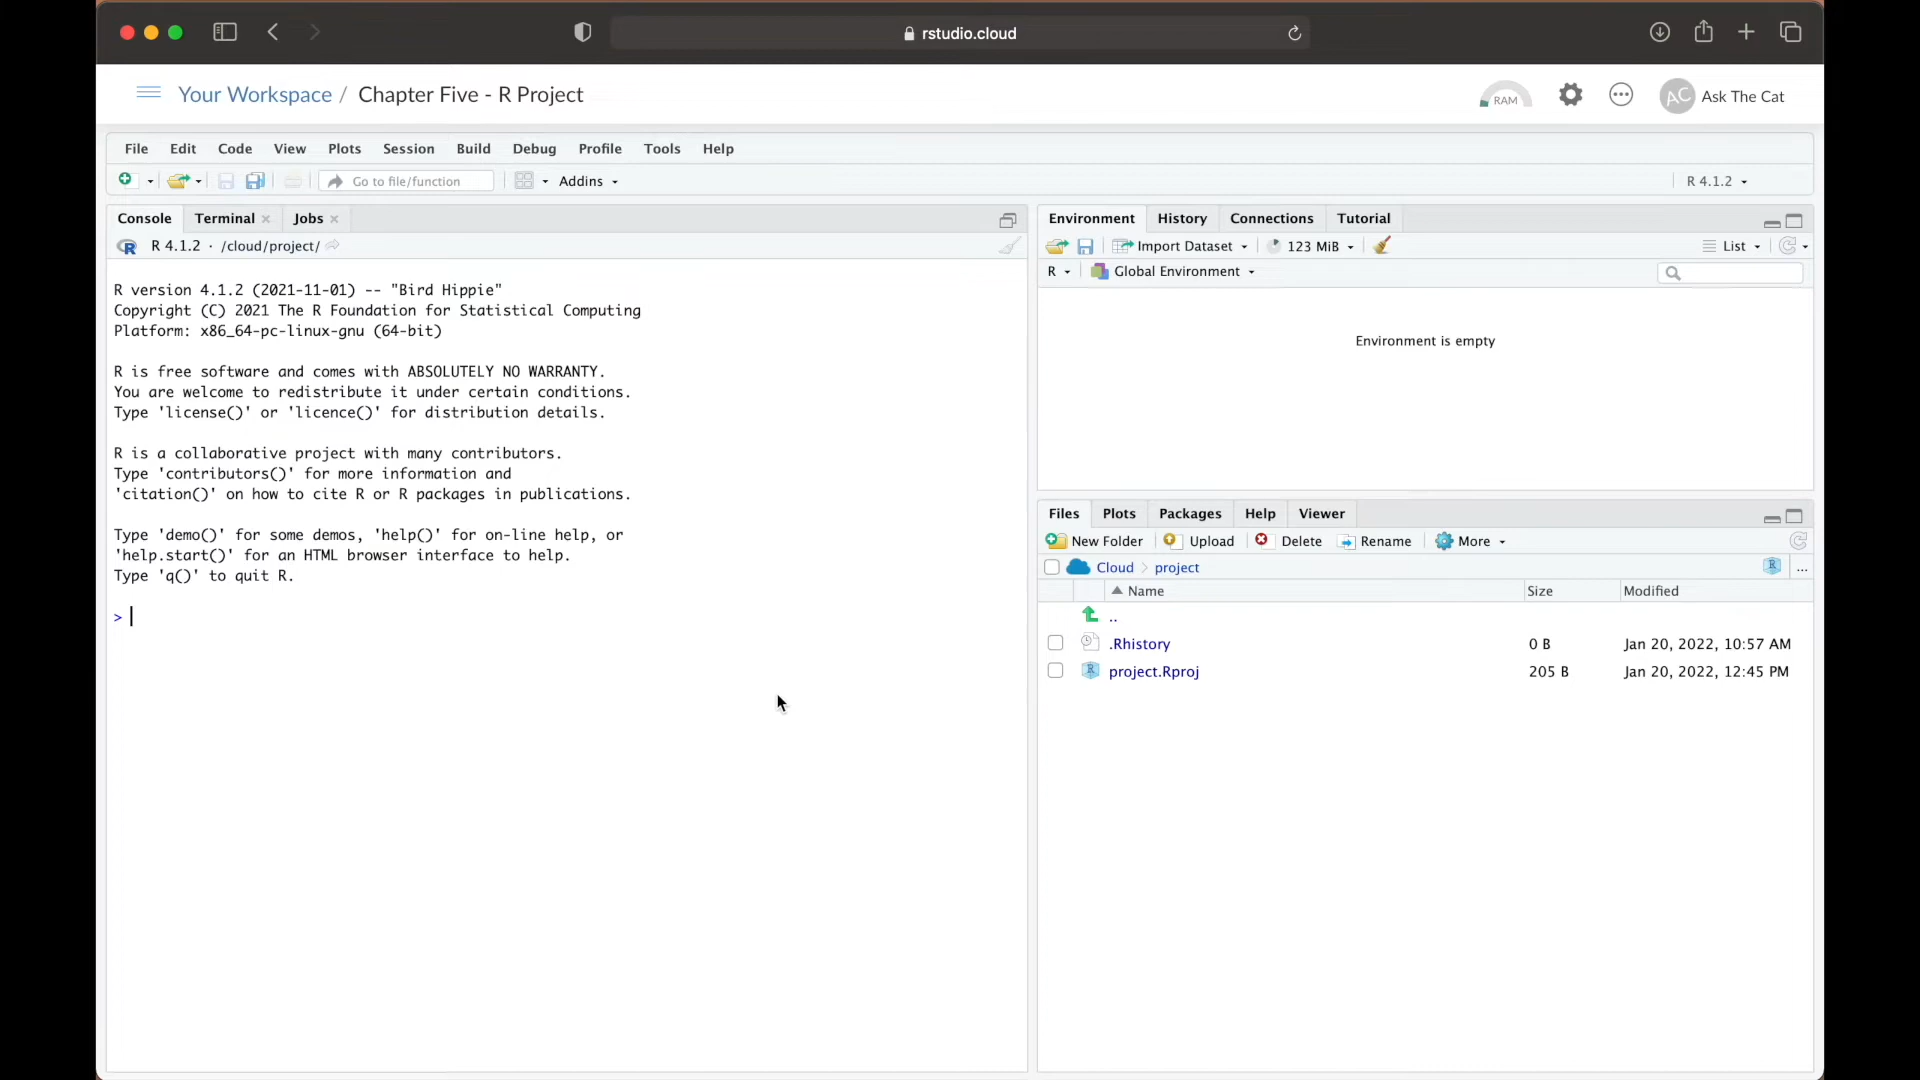 rstudio.cloud
Your Workspace / Chapter Five - R Project
RAM
AC Ask The Cat
File Edit Code View Plots Session Build Debug Profile Tools Help
Go to file/function Addins R 4.1.2
Console Terminal Jobs
R 4.1.2 · /cloud/project/
R version 4.1.2 (2021-11-01) -- "Bird Hippie"
Copyright (C) 2021 The R Foundation for Statistical Computing
Platform: x86_64-pc-linux-gnu (64-bit)
R is free software and comes with ABSOLUTELY NO WARRANTY.
You are welcome to redistribute it under certain conditions.
Type 'license()' or 'licence()' for distribution details.
R is a collaborative project with many contributors.
Type 'contributors()' for more information and
'citation()' on how to cite R or R packages in publications.
Type 'demo()' for some demos, 'help()' for on-line help, or
'help.start()' for an HTML browser interface to help.
Type 'q()' to quit R.
>
Environment History Connections Tutorial
Import Dataset 123 MiB List
R Global Environment
Environment is empty
Files Plots Packages Help Viewer
New Folder Upload Delete Rename More
Cloud project ...
Name Size Modified
..
.Rhistory 0 B Jan 20, 2022, 10:57 AM
project.Rproj 205 B Jan 20, 2022, 12:45 PM